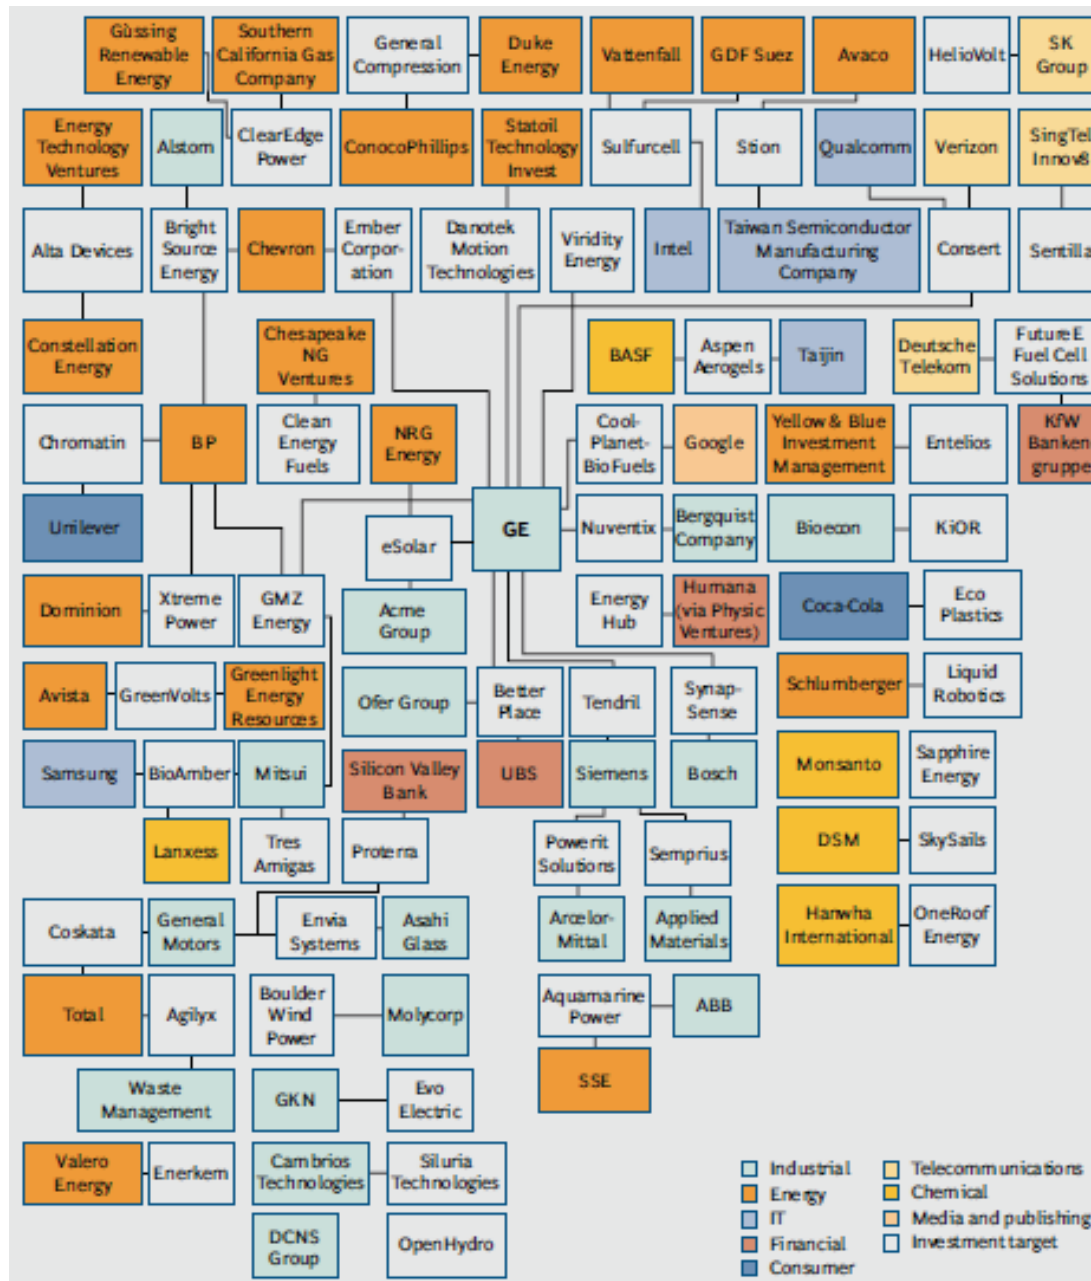 Güssing
Renewable
Energy
Southern
California Gas
Company
General
Compression
Duke
Energy
Vattenfall
GDF Suez
Avaco
HelioVolt
SK
Group
Energy
Technology
Ventures
Alstom
ClearEdge
Power
ConocoPhillips
Statoil
Technology
Invest
Sulfurcell
Stion
Qualcomm
Verizon
SingTel
Innov8
Alta Devices
Bright
Source
Energy
Chevron
Ember
Corpor-
ation
Danotek
Motion
Technologies
Viridity
Energy
Intel
Taiwan Semiconductor
Manufacturing
Company
Consert
Sentilla
Constellation
Energy
Chesapeake
NG
Ventures
BASF
Aspen
Aerogels
Taijin
Deutsche
Telekom
Future E
Fuel Cell
Solutions
Chromatin
BP
Clean
Energy
Fuels
NRG
Energy
Cool-
Planet-
BioFuels
Google
Yellow & Blue
Investment
Management
Entelios
KfW
Banken-
gruppe
Unilever
eSolar
GE
Nuventix
Bergquist
Company
Bioecon
KiOR
Dominion
Xtreme
Power
GMZ
Energy
Acme
Group
Energy
Hub
Humana
(via Physic
Ventures)
Coca-Cola
Eco
Plastics
Avista
GreenVolts
Greenlight
Energy
Resources
Ofer Group
Better
Place
Tendril
Synap-
Sense
Schlumberger
Liquid
Robotics
Samsung
BioAmber
Mitsui
Silicon Valley
Bank
UBS
Siemens
Bosch
Monsanto
Sapphire
Energy
Lanxess
Tres
Amigas
Proterra
Powerit
Solutions
Semprius
DSM
SkySails
Coskata
General
Motors
Envia
Systems
Asahi
Glass
Arcelor-
Mittal
Applied
Materials
Hanwha
International
OneRoof
Energy
Total
Agilyx
Boulder
Wind
Power
Molycorp
Aquamarine
Power
ABB
Waste
Management
GKN
Evo
Electric
SSE
Valero
Energy
Enerkem
Cambrios
Technologies
Siluria
Technologies
DCNS
Group
OpenHydro
Industrial
Energy
IT
Financial
Consumer
Telecommunications
Chemical
Media and publishing
Investment target